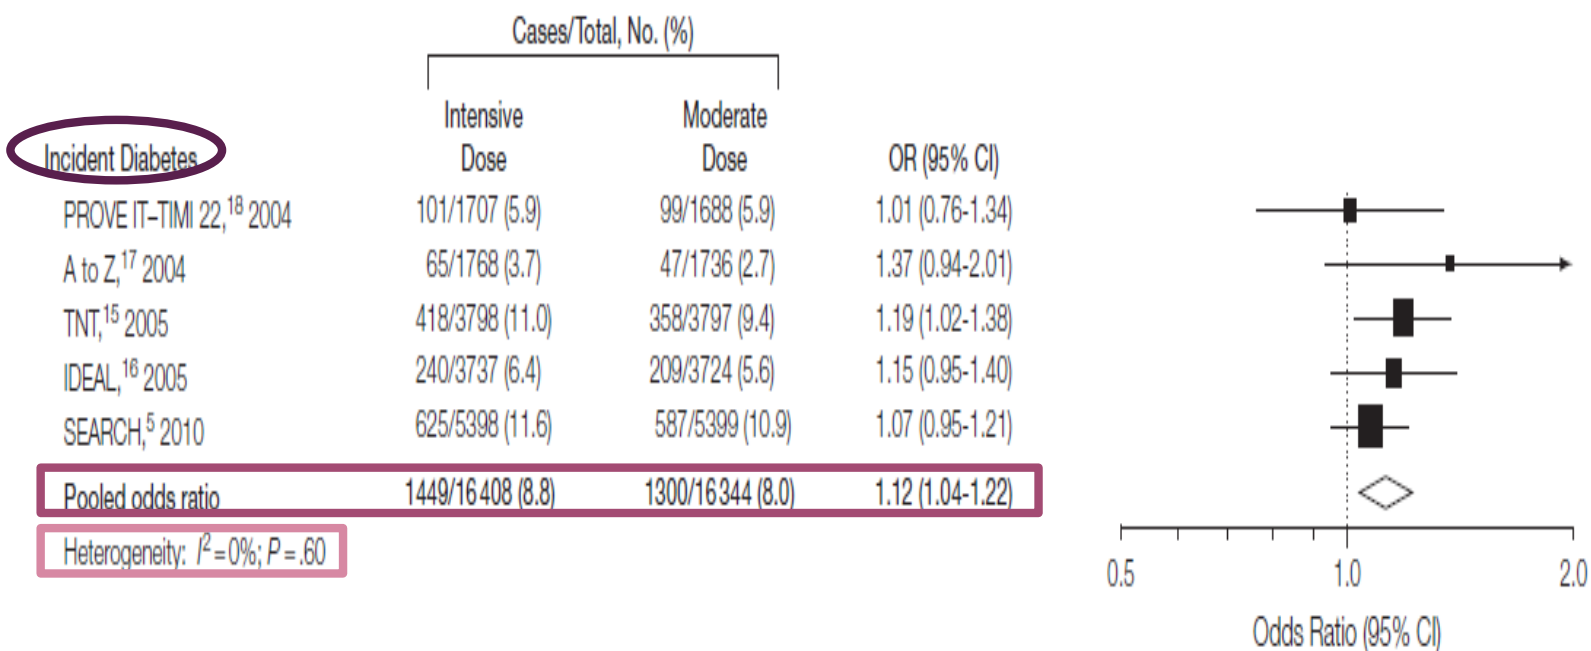 Cases/Total, No. (%)
Intensive Moderate
Incident Diabetes Dose Dose OR (95% CI)
PROVE IT–TIMI 22,18 2004 101/1707 (5.9) 99/1688 (5.9) 1.01 (0.76-1.34)
A to Z,17 2004 65/1768 (3.7) 47/1736 (2.7) 1.37 (0.94-2.01)
TNT,15 2005 418/3798 (11.0) 358/3797 (9.4) 1.19 (1.02-1.38)
IDEAL,16 2005 240/3737 (6.4) 209/3724 (5.6) 1.15 (0.95-1.40)
SEARCH,5 2010 625/5398 (11.6) 587/5399 (10.9) 1.07 (0.95-1.21)
Pooled odds ratio 1449/16 408 (8.8) 1300/16 344 (8.0) 1.12 (1.04-1.22)
Heterogeneity: I2=0%; P=.60
0.5 1.0 2.0
Odds Ratio (95% CI)